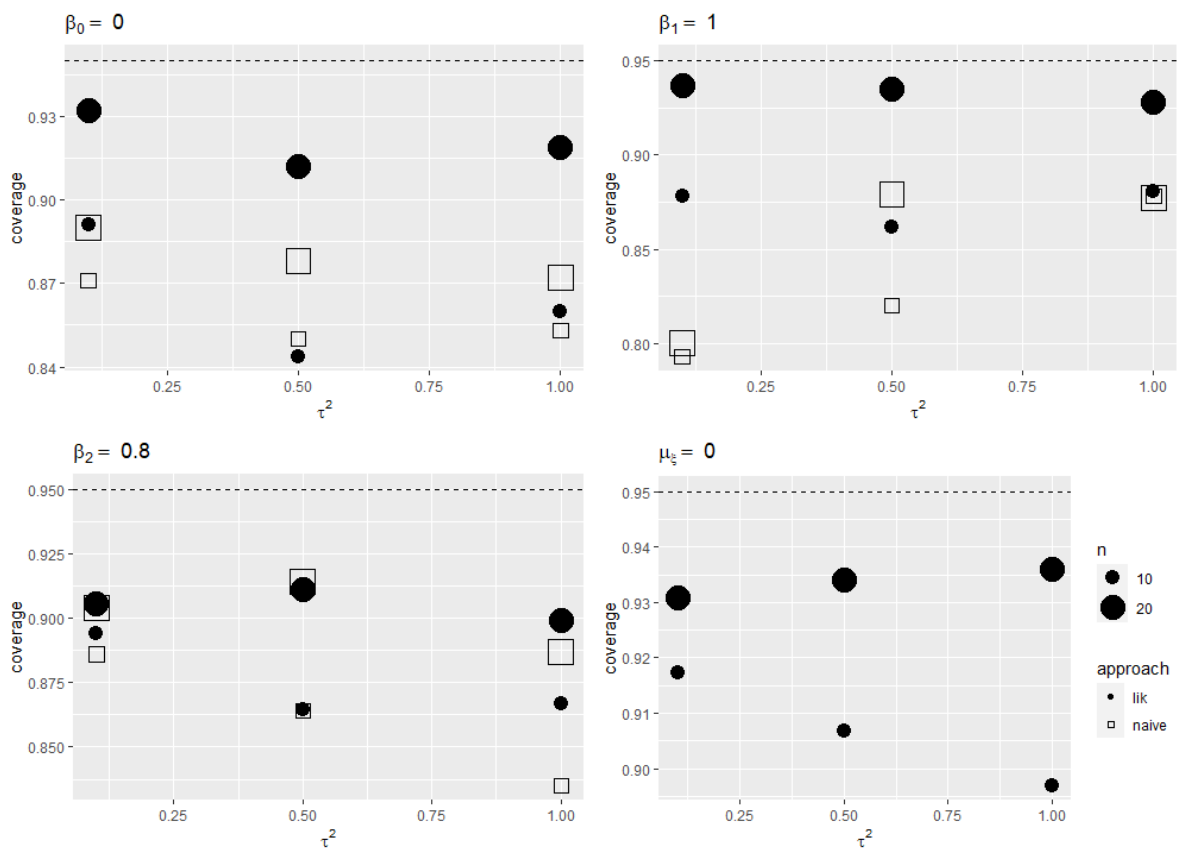 β₀ = 0
coverage
0.93
0.90
0.87
0.84
0.25 0.50 0.75 1.00
τ²
β₁ = 1
coverage
0.95
0.90
0.85
0.80
0.25 0.50 0.75 1.00
τ²
β₂ = 0.8
coverage
0.950
0.925
0.900
0.875
0.850
0.25 0.50 0.75 1.00
τ²
μ_ξ = 0
coverage
0.95
0.94
0.93
0.92
0.91
0.90
0.25 0.50 0.75 1.00
τ²
n
10
20
approach
lik
naive